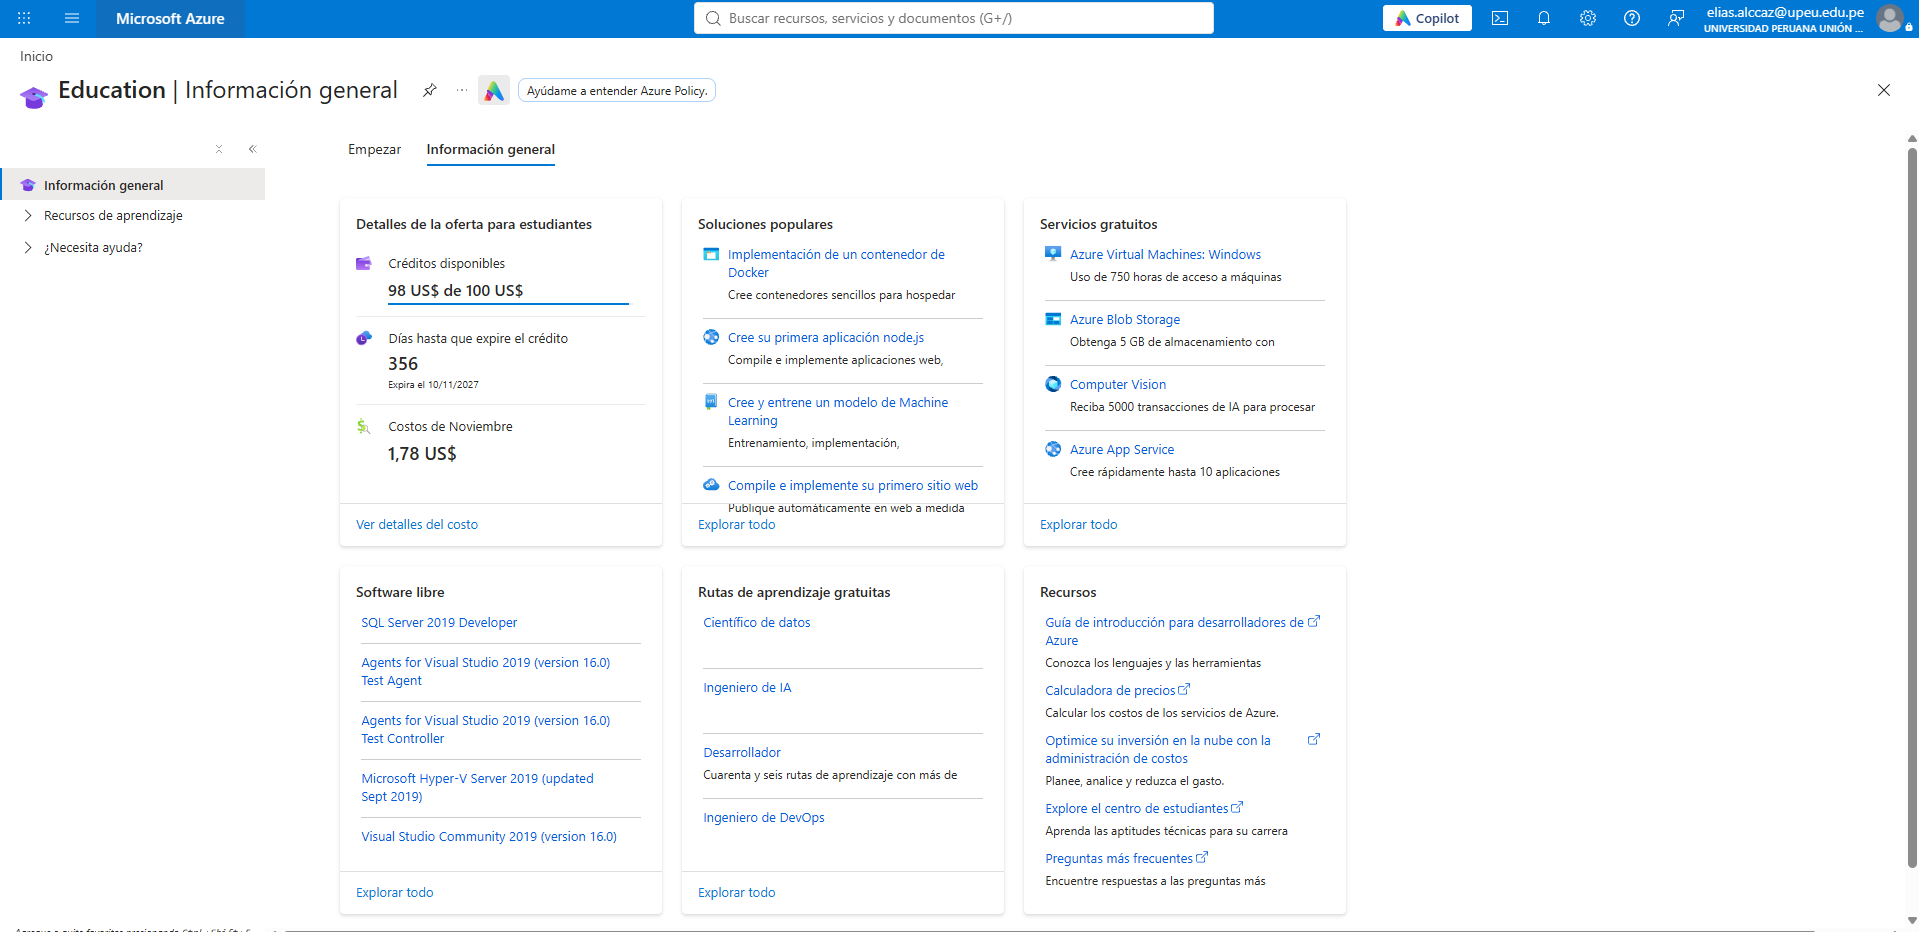 Microsoft Azure
Buscar recursos, servicios y documentos (G+/)
Copilot
elias.alccaz@upeu.edu.pe
UNIVERSIDAD PERUANA UNIÓN ...
Inicio
Education | Información general
Ayúdame a entender Azure Policy.
Información general
Recursos de aprendizaje
¿Necesita ayuda?
Empezar
Información general
Detalles de la oferta para estudiantes
Créditos disponibles
98 US$ de 100 US$
Días hasta que expire el crédito
356
Expira el 10/11/2027
Costos de Noviembre
1,78 US$
Ver detalles del costo
Soluciones populares
Implementación de un contenedor de
Docker
Cree contenedores sencillos para hospedar
Cree su primera aplicación node.js
Compile e implemente aplicaciones web,
Cree y entrene un modelo de Machine
Learning
Entrenamiento, implementación,
Compile e implemente su primero sitio web
Publique automáticamente en web a medida
Explorar todo
Servicios gratuitos
Azure Virtual Machines: Windows
Uso de 750 horas de acceso a máquinas
Azure Blob Storage
Obtenga 5 GB de almacenamiento con
Computer Vision
Reciba 5000 transacciones de IA para procesar
Azure App Service
Cree rápidamente hasta 10 aplicaciones
Explorar todo
Software libre
SQL Server 2019 Developer
Agents for Visual Studio 2019 (version 16.0)
Test Agent
Agents for Visual Studio 2019 (version 16.0)
Test Controller
Microsoft Hyper-V Server 2019 (updated
Sept 2019)
Visual Studio Community 2019 (version 16.0)
Explorar todo
Rutas de aprendizaje gratuitas
Científico de datos
Ingeniero de IA
Desarrollador
Cuarenta y seis rutas de aprendizaje con más de
Ingeniero de DevOps
Explorar todo
Recursos
Guía de introducción para desarrolladores de
Azure
Conozca los lenguajes y las herramientas
Calculadora de precios
Calcular los costos de los servicios de Azure.
Optimice su inversión en la nube con la
administración de costos
Planee, analice y reduzca el gasto.
Explore el centro de estudiantes
Aprenda las aptitudes técnicas para su carrera
Preguntas más frecuentes
Encuentre respuestas a las preguntas más